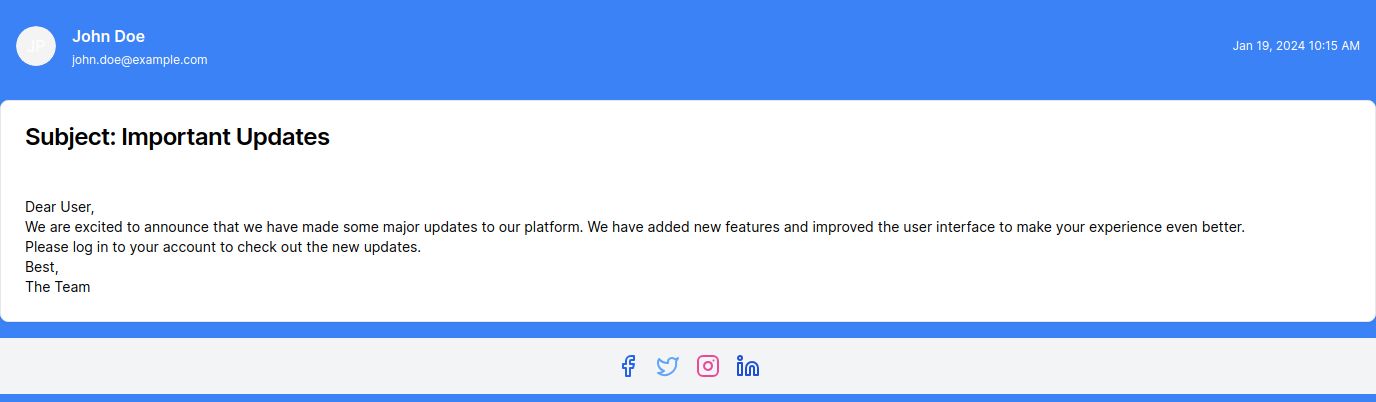 JP
John Doe
john.doe@example.com
Jan 19, 2024 10:15 AM
Subject: Important Updates
Dear User,
We are excited to announce that we have made some major updates to our platform. We have added new features and improved the user interface to make your experience even better.
Please log in to your account to check out the new updates.
Best,
The Team